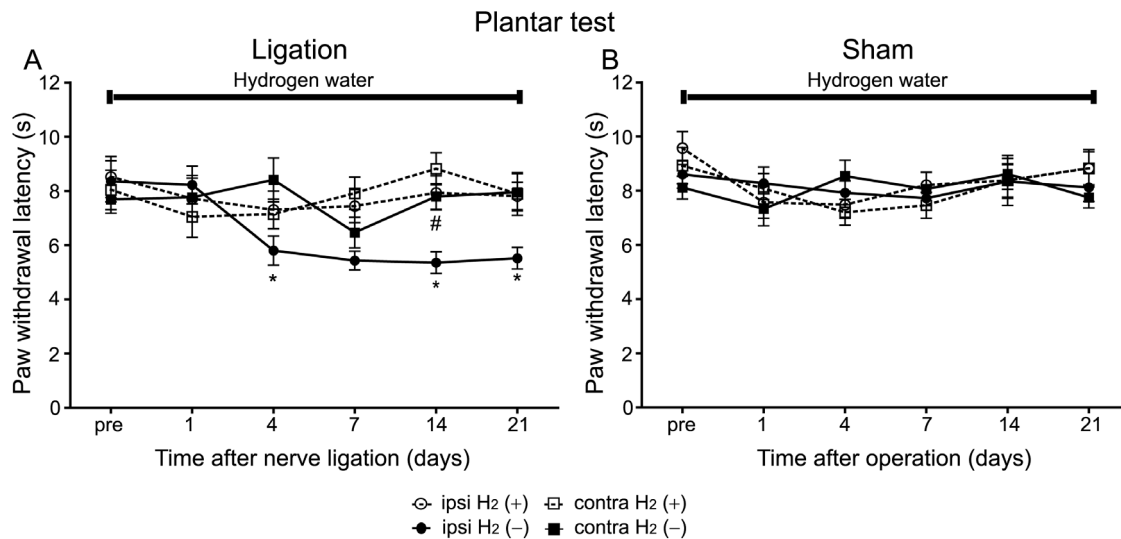 Plantar test
A
Ligation
Hydrogen water
Paw withdrawal latency (s)
12
10
8
6
4
2
0
#
*
*
*
pre 1 4 7 14 21
Time after nerve ligation (days)
B
Sham
Hydrogen water
Paw withdrawal latency (s)
12
10
8
6
4
2
0
pre 1 4 7 14 21
Time after operation (days)
ipsi H₂ (+) contra H₂ (+)
ipsi H₂ (−) contra H₂ (−)